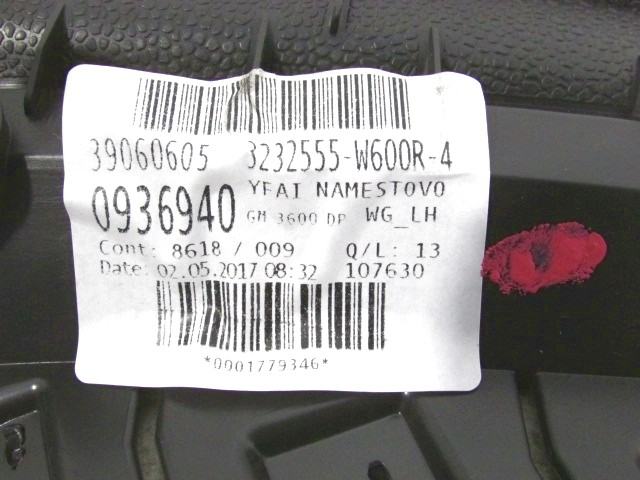 39060605 3232555-W600R-4
0936940 YFAI NAMESTOVO
GM 3600 DP WG_LH
Cont: 8618 / 009 Q/L: 13
Date: 02.05.2017 08:32 107630
*0001779346*